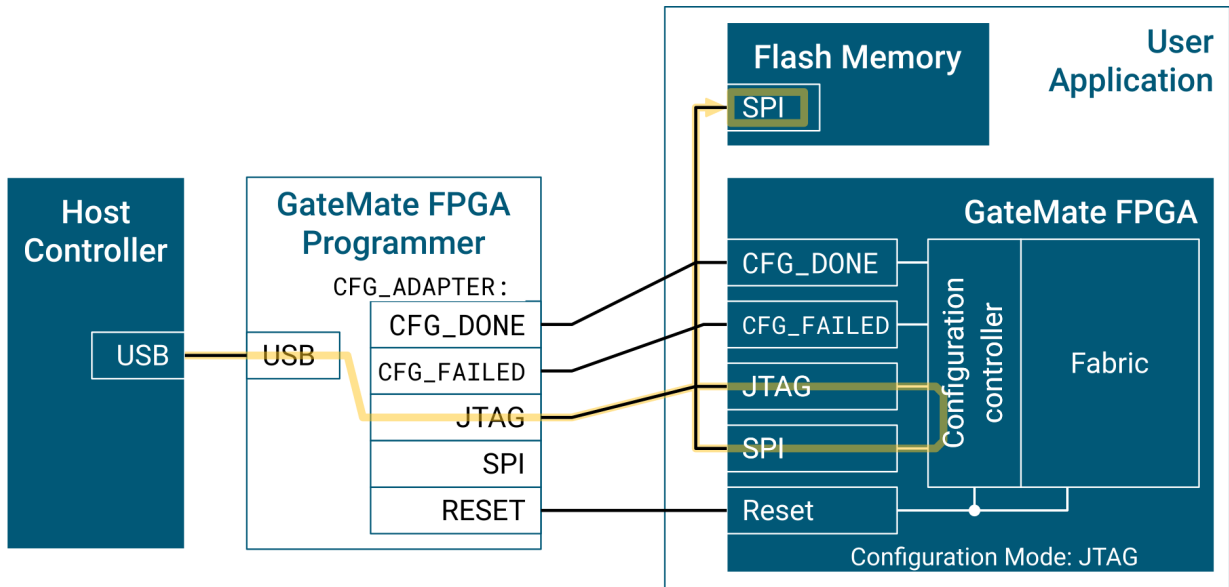 User
Application
Flash Memory
SPI
Host
Controller
USB
GateMate FPGA
Programmer
CFG_ADAPTER:
USB
CFG_DONE
CFG_FAILED
JTAG
SPI
RESET
GateMate FPGA
CFG_DONE
CFG_FAILED
JTAG
SPI
Reset
Configuration
controller
Fabric
Configuration Mode: JTAG